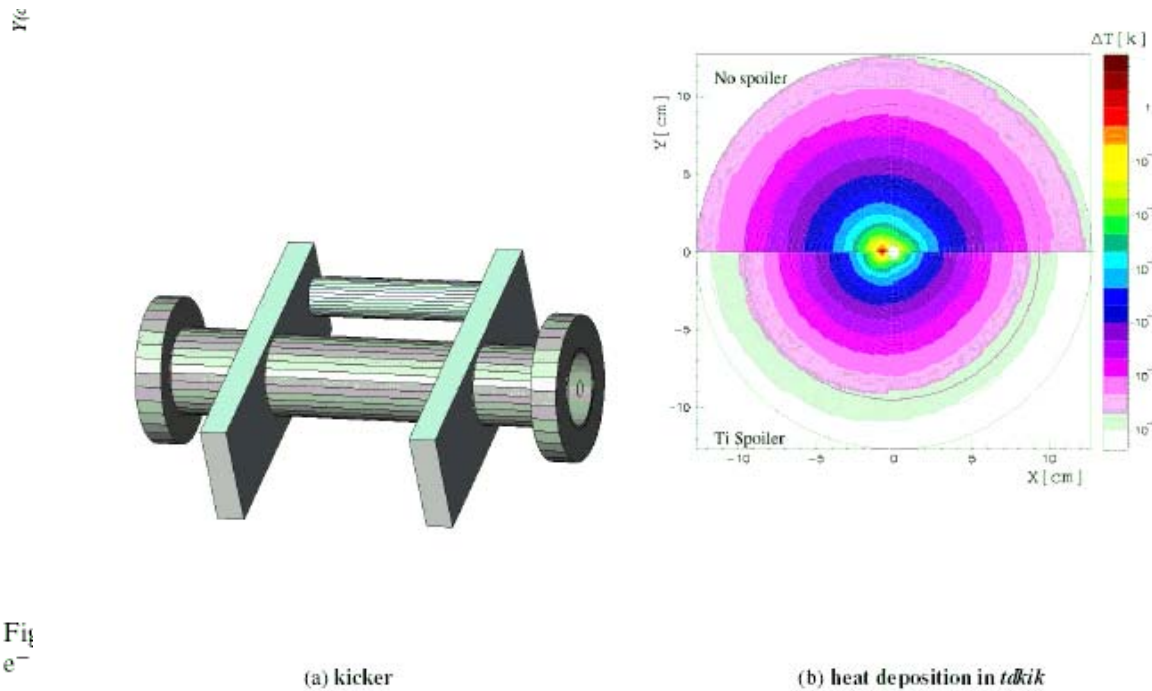 ΔT[k]
No spoiler
Y[cm]
10
1
5
0
-5
-10
Ti Spoiler
-10
-5
0
5
10
X[cm]
e⁻
(a) kicker
(b) heat deposition in tdkik